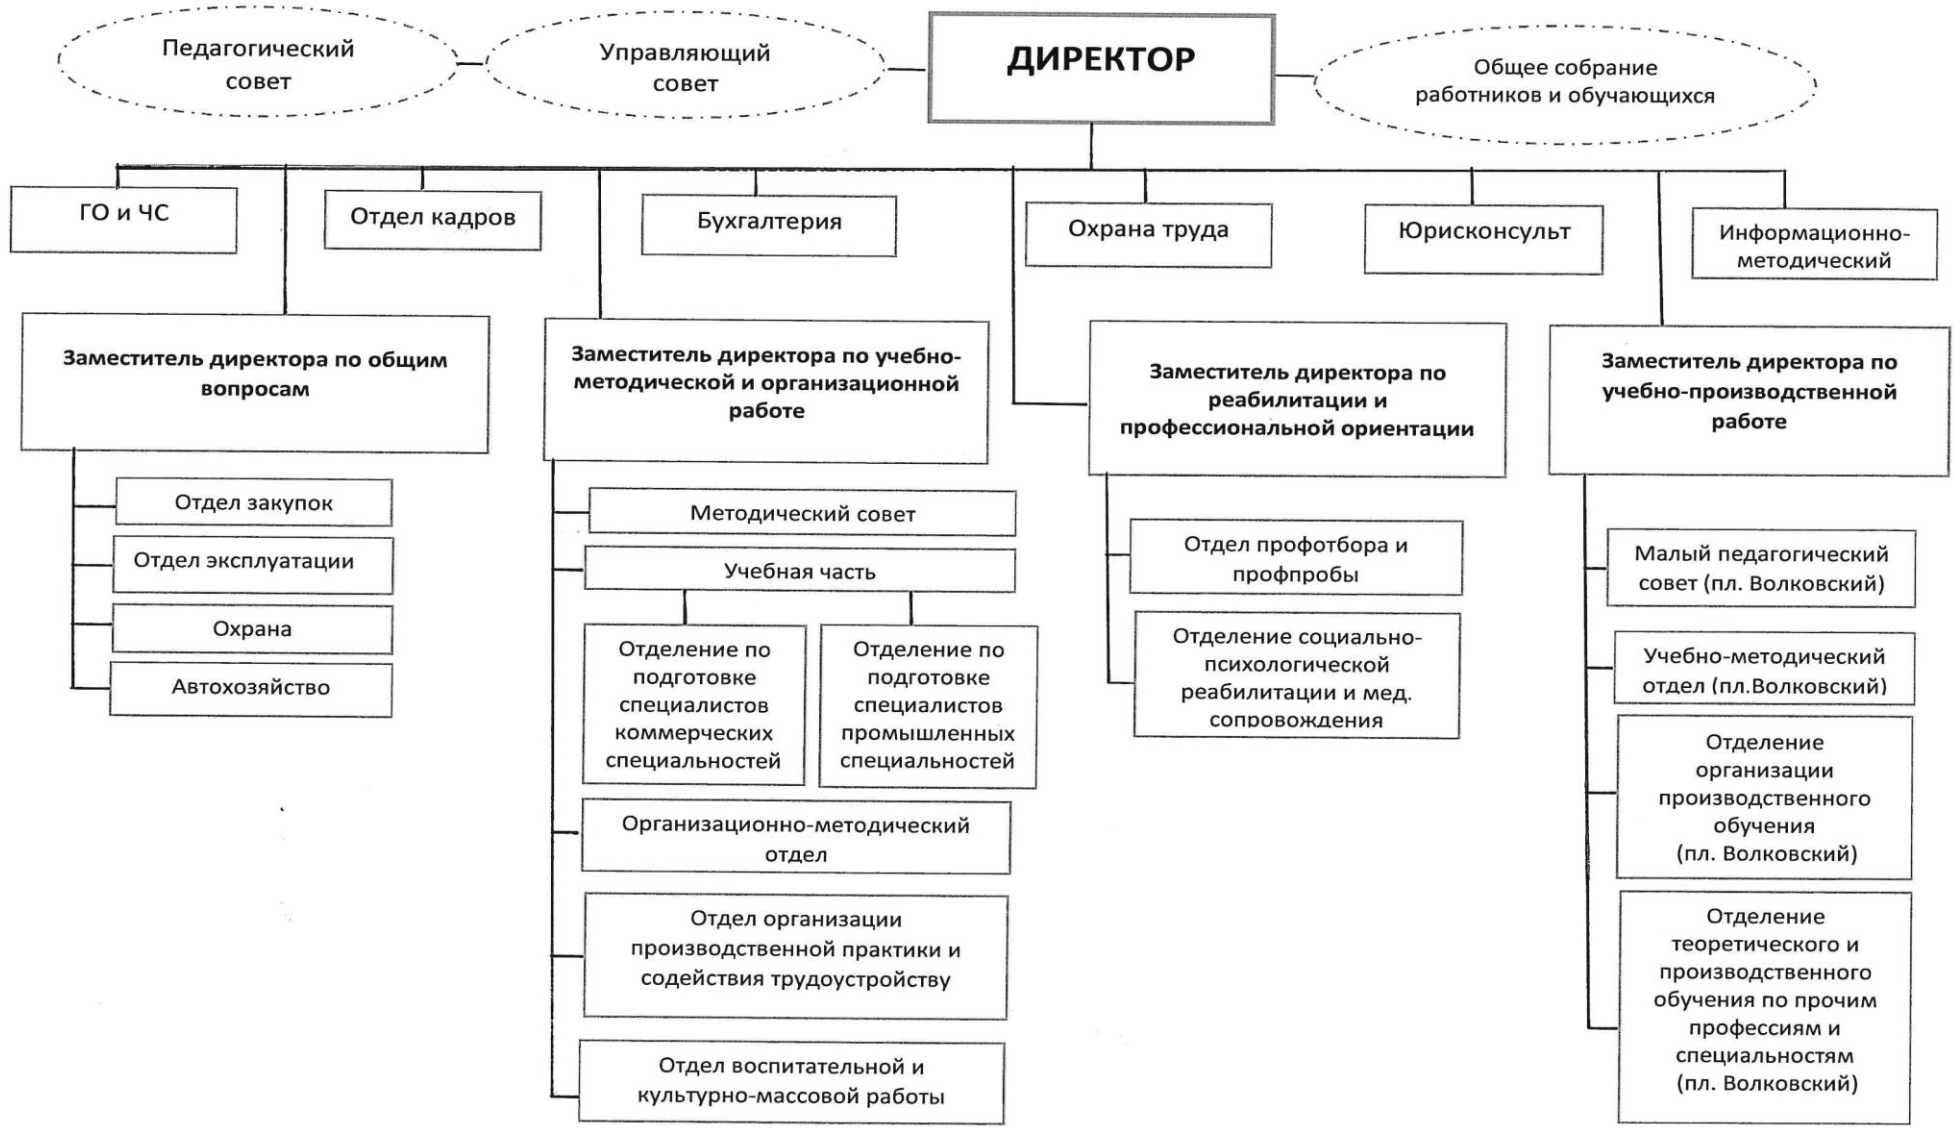 Педагогический
совет
Управляющий
совет
ДИРЕКТОР
Общее собрание
работников и обучающихся
ГО и ЧС
Отдел кадров
Бухгалтерия
Охрана труда
Юрисконсульт
Информационно-
методический
Заместитель директора по общим
вопросам
Отдел закупок
Отдел эксплуатации
Охрана
Автохозяйство
Заместитель директора по учебно-
методической и организационной
работе
Методический совет
Учебная часть
Отделение по
подготовке
специалистов
коммерческих
специальностей
Отделение по
подготовке
специалистов
промышленных
специальностей
Организационно-методический
отдел
Отдел организации
производственной практики и
содействия трудоустройству
Отдел воспитательной и
культурно-массовой работы
Заместитель директора по
реабилитации и
профессиональной ориентации
Отдел профотбора и
профпробы
Отделение социально-
психологической
реабилитации и мед.
сопровождения
Заместитель директора по
учебно-производственной
работе
Малый педагогический
совет (пл. Волковский)
Учебно-методический
отдел (пл.Волковский)
Отделение
организации
производственного
обучения
(пл. Волковский)
Отделение
теоретического и
производственного
обучения по прочим
профессиям и
специальностям
(пл. Волковский)